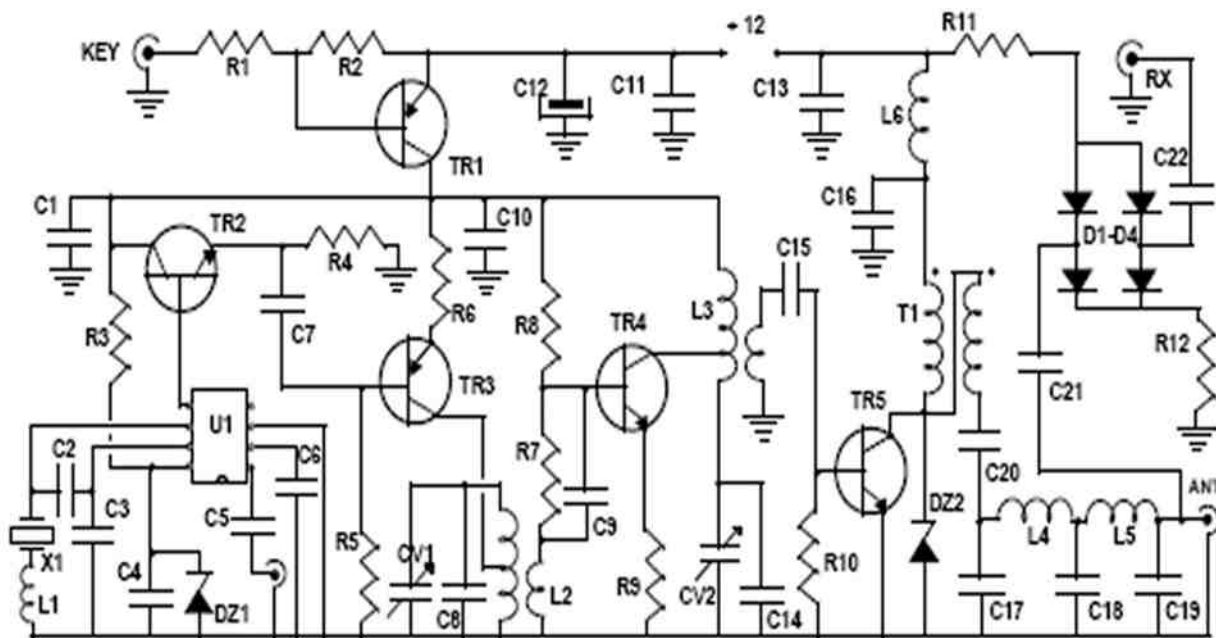 + 12
R11
KEY
R1
R2
C12
C11
C13
L6
RX
TR1
C22
C1
TR2
C10
C16
D1-D4
R4
C15
R3
C7
R6
R8
TR4
L3
T1
R12
TR3
C21
U1
TR5
C2
C6
R7
C20
ANT
C3
C5
C9
DZ2
X1
R5
CV1
L4
L5
C4
L1
DZ1
C8
L2
R9
CV2
C14
R10
C17
C18
C19